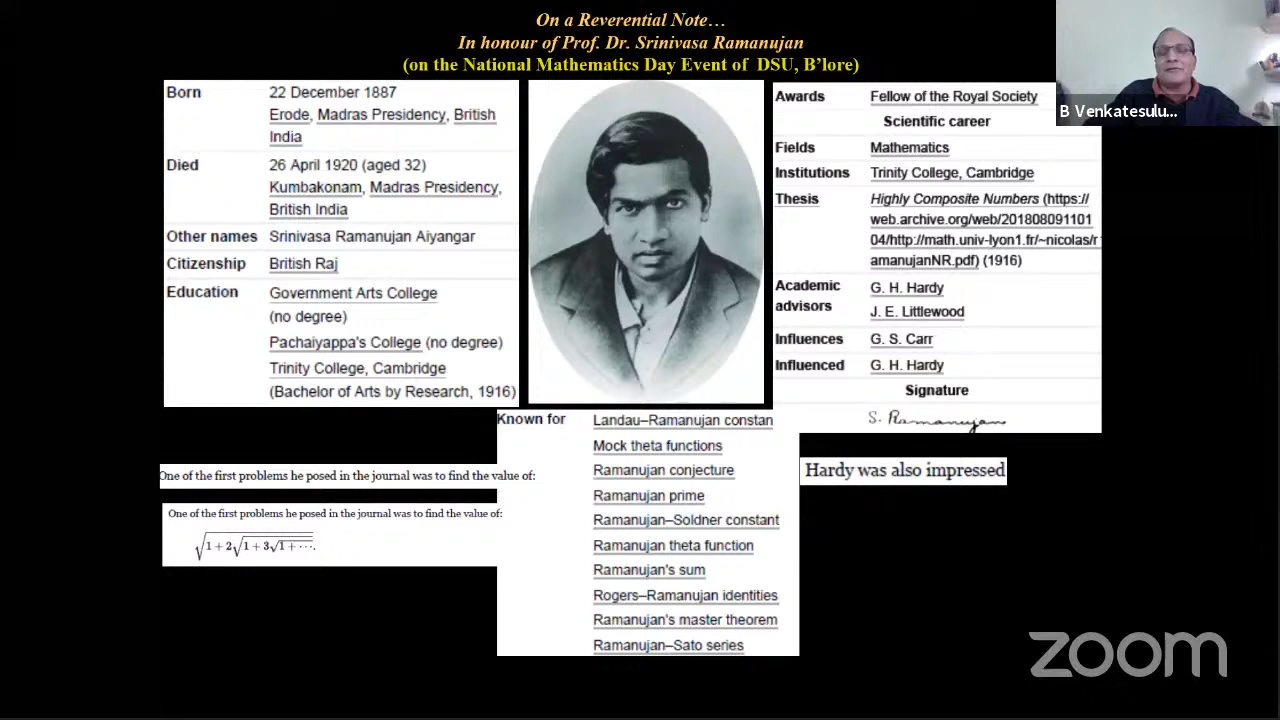 On a Reverential Note…
In honour of Prof. Dr. Srinivasa Ramanujan
(on the National Mathematics Day Event of DSU, B'lore)
B Venkatesulu...
Born 22 December 1887
Erode, Madras Presidency, British
India
Died 26 April 1920 (aged 32)
Kumbakonam, Madras Presidency,
British India
Other names Srinivasa Ramanujan Aiyangar
Citizenship British Raj
Education Government Arts College
(no degree)
Pachaiyappa's College (no degree)
Trinity College, Cambridge
(Bachelor of Arts by Research, 1916)
Awards Fellow of the Royal Society
Scientific career
Fields Mathematics
Institutions Trinity College, Cambridge
Thesis Highly Composite Numbers (https://
web.archive.org/web/201808091101
04/http://math.univ-lyon1.fr/~nicolas/r
amanujanNR.pdf) (1916)
Academic
advisors
G. H. Hardy
J. E. Littlewood
Influences G. S. Carr
Influenced G. H. Hardy
Signature
S. Ramanujan
Known for Landau–Ramanujan constan
Mock theta functions
Ramanujan conjecture
Ramanujan prime
Ramanujan–Soldner constant
Ramanujan theta function
Ramanujan's sum
Rogers–Ramanujan identities
Ramanujan's master theorem
Ramanujan–Sato series
One of the first problems he posed in the journal was to find the value of:
One of the first problems he posed in the journal was to find the value of:
√1 + 2√1 + 3√1 + ···.
Hardy was also impressed
zoom